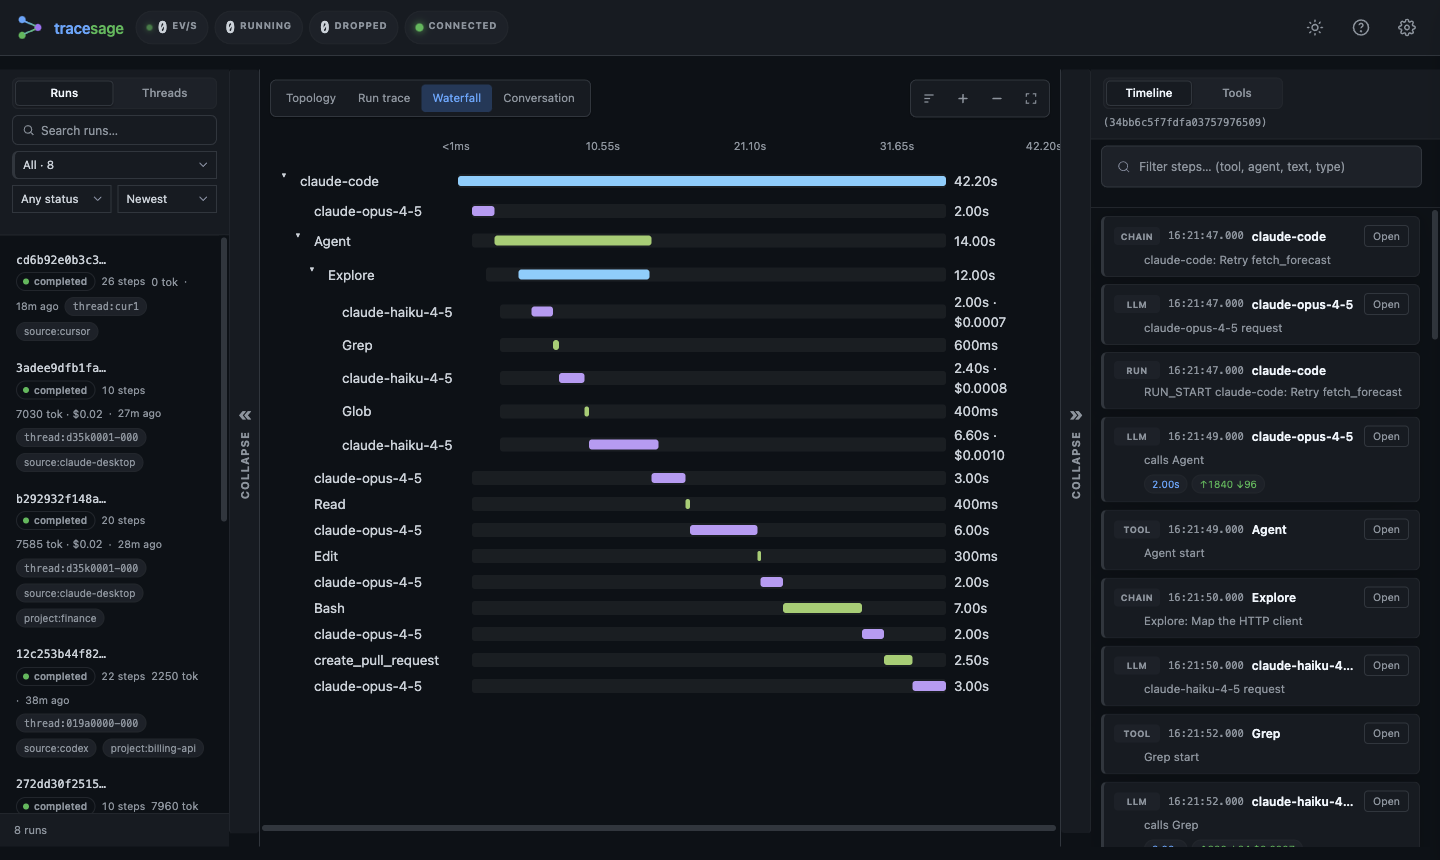 tracesage
0 EV/S
0 RUNNING
0 DROPPED
CONNECTED
Runs
Threads
Search runs...
All · 8
Any status
Newest
cd6b92e0b3c3…
completed 26 steps 0 tok ·
18m ago thread:cur1
source:cursor
3adee9dfb1fa…
completed 10 steps
7030 tok · $0.02 · 27m ago
thread:d35k0001-000
source:claude-desktop
b292932f148a…
completed 20 steps
7585 tok · $0.02 · 28m ago
thread:d35k0001-000
source:claude-desktop
project:finance
12c253b44f82…
completed 22 steps 2250 tok
· 38m ago
thread:019a0000-000
source:codex project:billing-api
272dd30f2515…
completed 10 steps 7960 tok
8 runs
COLLAPSE
Topology
Run trace
Waterfall
Conversation
<1ms 10.55s 21.10s 31.65s 42.20s
claude-code 42.20s
claude-opus-4-5 2.00s
Agent 14.00s
Explore 12.00s
claude-haiku-4-5 2.00s ·
$0.0007
Grep 600ms
claude-haiku-4-5 2.40s ·
$0.0008
Glob 400ms
claude-haiku-4-5 6.60s ·
$0.0010
claude-opus-4-5 3.00s
Read 400ms
claude-opus-4-5 6.00s
Edit 300ms
claude-opus-4-5 2.00s
Bash 7.00s
claude-opus-4-5 2.00s
create_pull_request 2.50s
claude-opus-4-5 3.00s
COLLAPSE
Timeline
Tools
(34bb6c5f7fdfa03757976509)
Filter steps... (tool, agent, text, type)
CHAIN 16:21:47.000 claude-code Open
claude-code: Retry fetch_forecast
LLM 16:21:47.000 claude-opus-4-5 Open
claude-opus-4-5 request
RUN 16:21:47.000 claude-code
RUN_START claude-code: Retry fetch_forecast
LLM 16:21:49.000 claude-opus-4-5 Open
calls Agent
2.00s ↑1840 ↓96
TOOL 16:21:49.000 Agent Open
Agent start
CHAIN 16:21:50.000 Explore Open
Explore: Map the HTTP client
LLM 16:21:50.000 claude-haiku-4... Open
claude-haiku-4-5 request
TOOL 16:21:52.000 Grep Open
Grep start
LLM 16:21:52.000 claude-haiku-4... Open
calls Grep